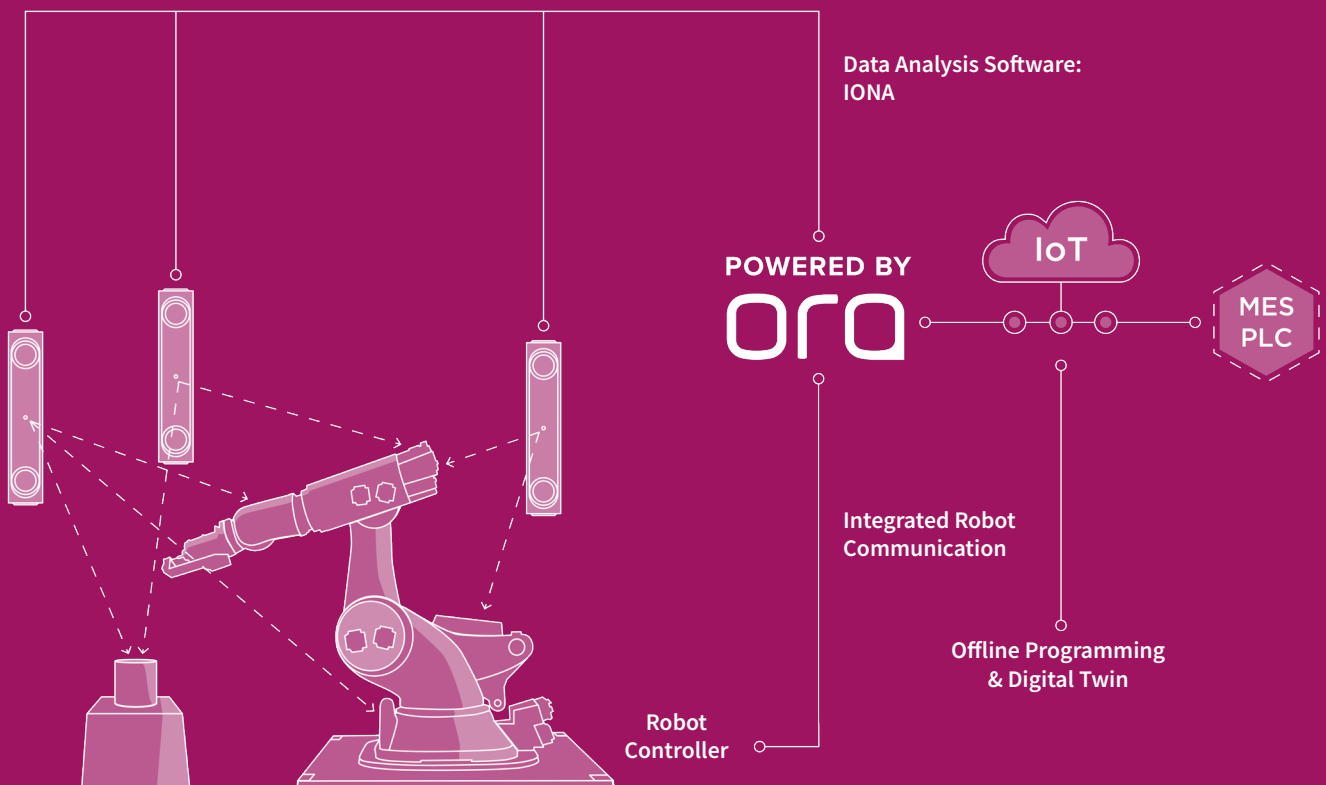 Data Analysis Software:
IONA
POWERED BY
ora
IoT
MES
PLC
Integrated Robot
Communication
Offline Programming
& Digital Twin
Robot
Controller